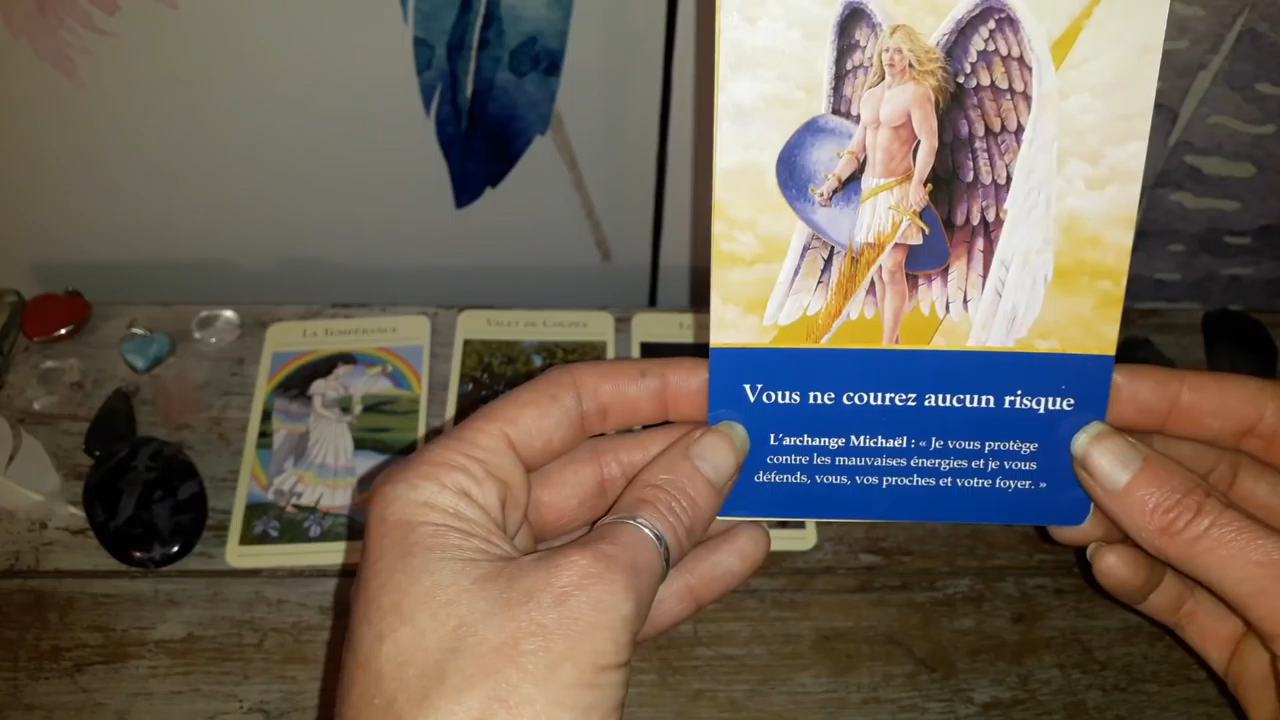 La Tempérance
Valet de Coupes
Vous ne courez aucun risque
L'archange Michaël : « Je vous protège
contre les mauvaises énergies et je vous
défends, vous, vos proches et votre foyer. »